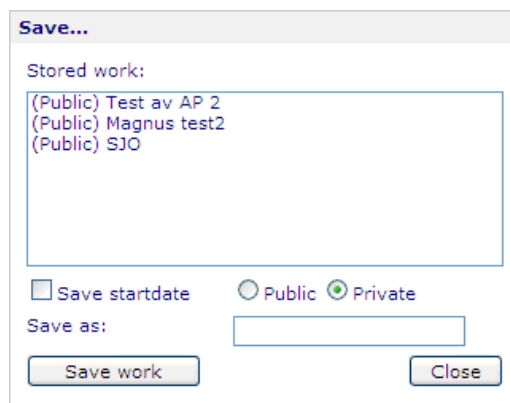 Save...
Stored work:
(Public) Test av AP 2
(Public) Magnus test2
(Public) SJO
Save startdate Public Private
Save as:
Save work Close